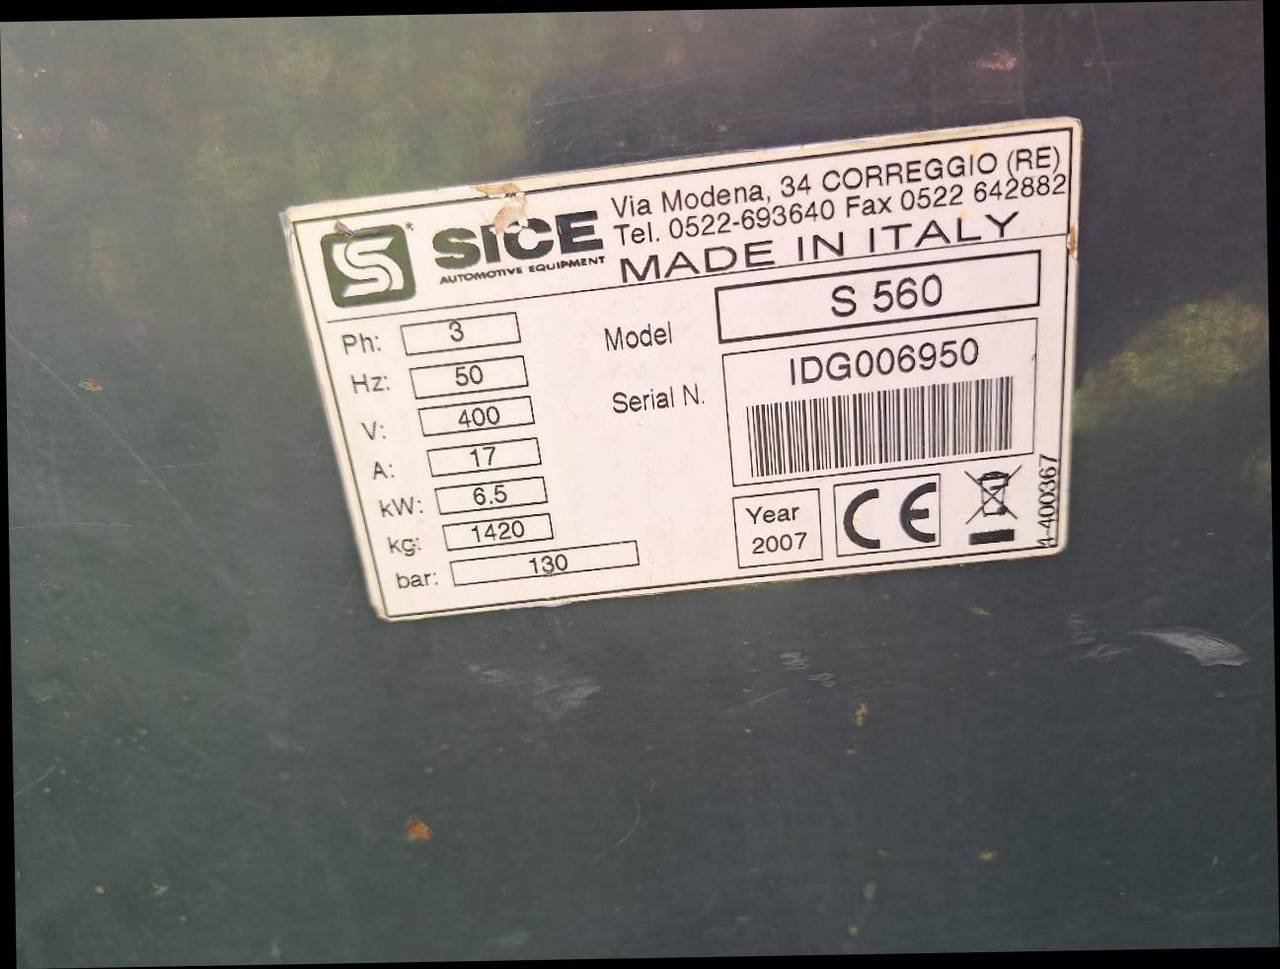 SICE
AUTOMOTIVE EQUIPMENT
Via Modena, 34 CORREGGIO (RE)
Tel. 0522-693640 Fax 0522 642882
MADE IN ITALY
Ph: 3
Hz: 50
V: 400
A: 17
kW: 6.5
kg: 1420
bar: 130
Model S 560
Serial N. IDG006950
Year
2007
CE
4-400367